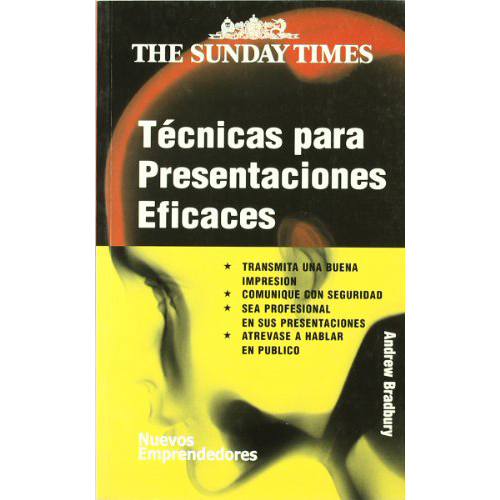 THE SUNDAY TIMES
Técnicas para
Presentaciones
Eficaces
★ TRANSMITA UNA BUENA
IMPRESION
★ COMUNIQUE CON SEGURIDAD
★ SEA PROFESIONAL
EN SUS PRESENTACIONES
★ ATREVASE A HABLAR
EN PUBLICO
Andrew Bradbury
Nuevos
Emprendedores